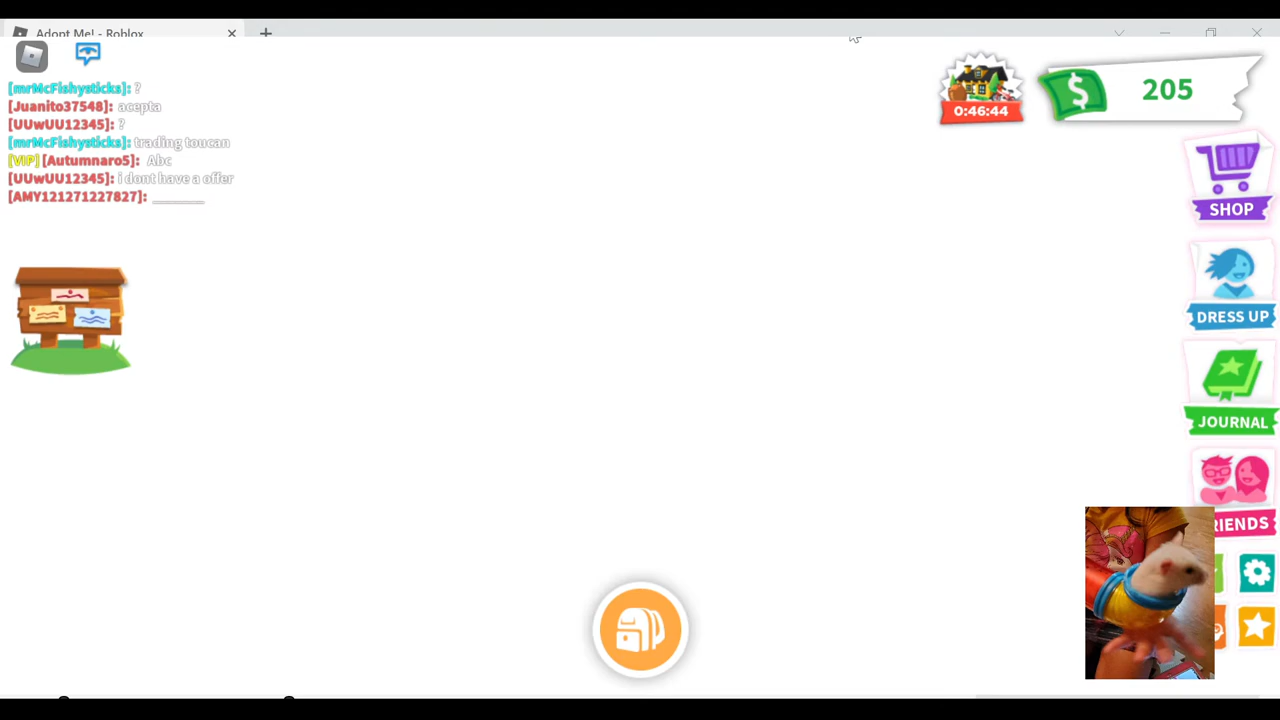 Adopt Me! - Roblox
[mrMcFishysticks]: ?
[Juanito37548]: acepta
[UUwUU12345]: ?
[mrMcFishysticks]: trading toucan
[VIP] [Autumnaro5]: Abc
[UUwUU12345]: i dont have a offer
[AMY121271227827]: _______
0:46:44
$
205
SHOP
DRESS UP
JOURNAL
RIENDS